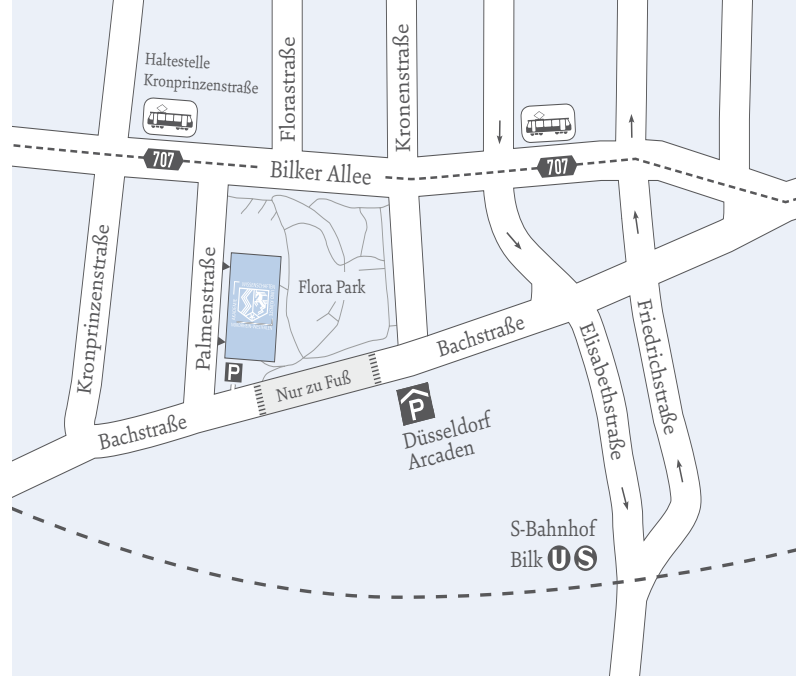 Haltestelle
Kronprinzenstraße
Florastraße
Kronenstraße
707
Bilker Allee
707
Kronprinzenstraße
Palmenstraße
Flora Park
P
Nur zu Fuß
Bachstraße
Bachstraße
P
Düsseldorf
Arcaden
Elisabethstraße
Friedrichstraße
S-Bahnhof
Bilk U S